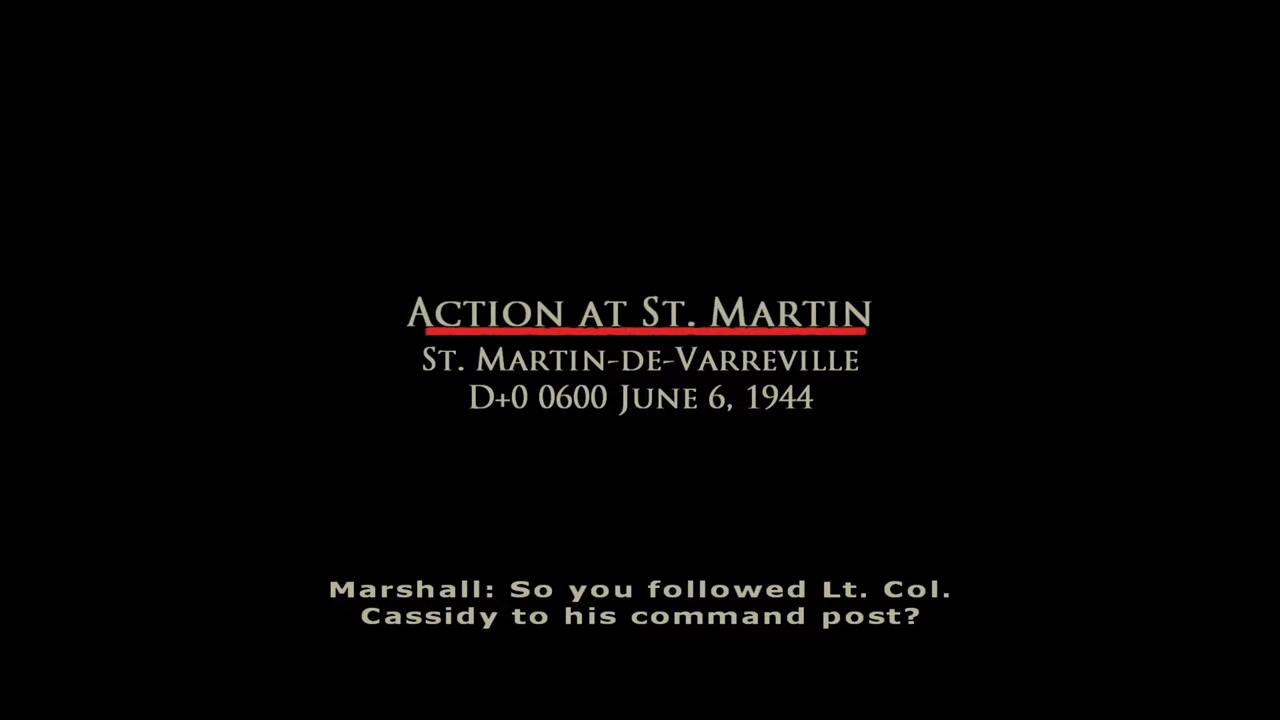 Action at St. Martin
St. Martin-de-Varreville
D+0 0600 June 6, 1944
Marshall: So you followed Lt. Col.
Cassidy to his command post?